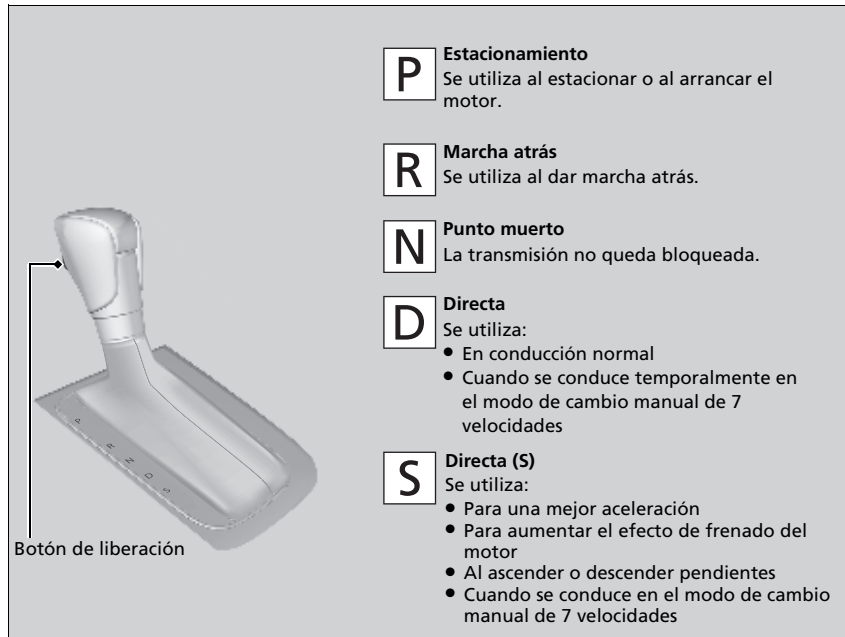 P
Estacionamiento
Se utiliza al estacionar o al arrancar el
motor.
R
Marcha atrás
Se utiliza al dar marcha atrás.
N
Punto muerto
La transmisión no queda bloqueada.
D
Directa
Se utiliza:
● En conducción normal
● Cuando se conduce temporalmente en
el modo de cambio manual de 7
velocidades
S
Directa (S)
Se utiliza:
● Para una mejor aceleración
● Para aumentar el efecto de frenado del
motor
● Al ascender o descender pendientes
● Cuando se conduce en el modo de cambio
manual de 7 velocidades
P
R
N
D
S
Botón de liberación